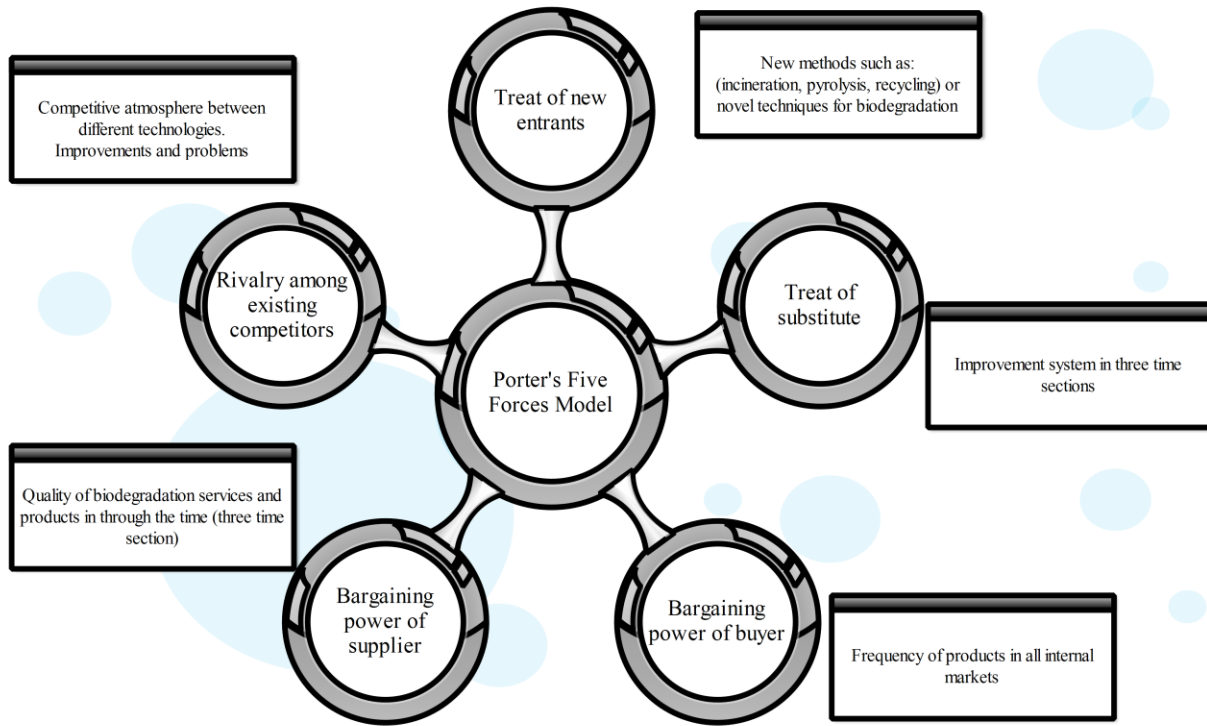 Treat of new
entrants
New methods such as:
(incineration, pyrolysis, recycling) or
novel techniques for biodegradation
Competitive atmosphere between
different technologies.
Improvements and problems
Rivalry among
existing
competitors
Treat of
substitute
Improvement system in three time
sections
Porter's Five
Forces Model
Quality of biodegradation services and
products in through the time (three time
section)
Bargaining
power of
supplier
Bargaining
power of buyer
Frequency of products in all internal
markets